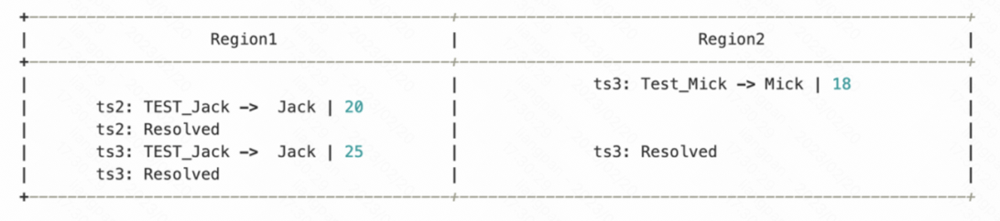 Region1 Region2
ts3: Test_Mick -> Mick | 18
ts2: TEST_Jack -> Jack | 20
ts2: Resolved
ts3: TEST_Jack -> Jack | 25 ts3: Resolved
ts3: Resolved